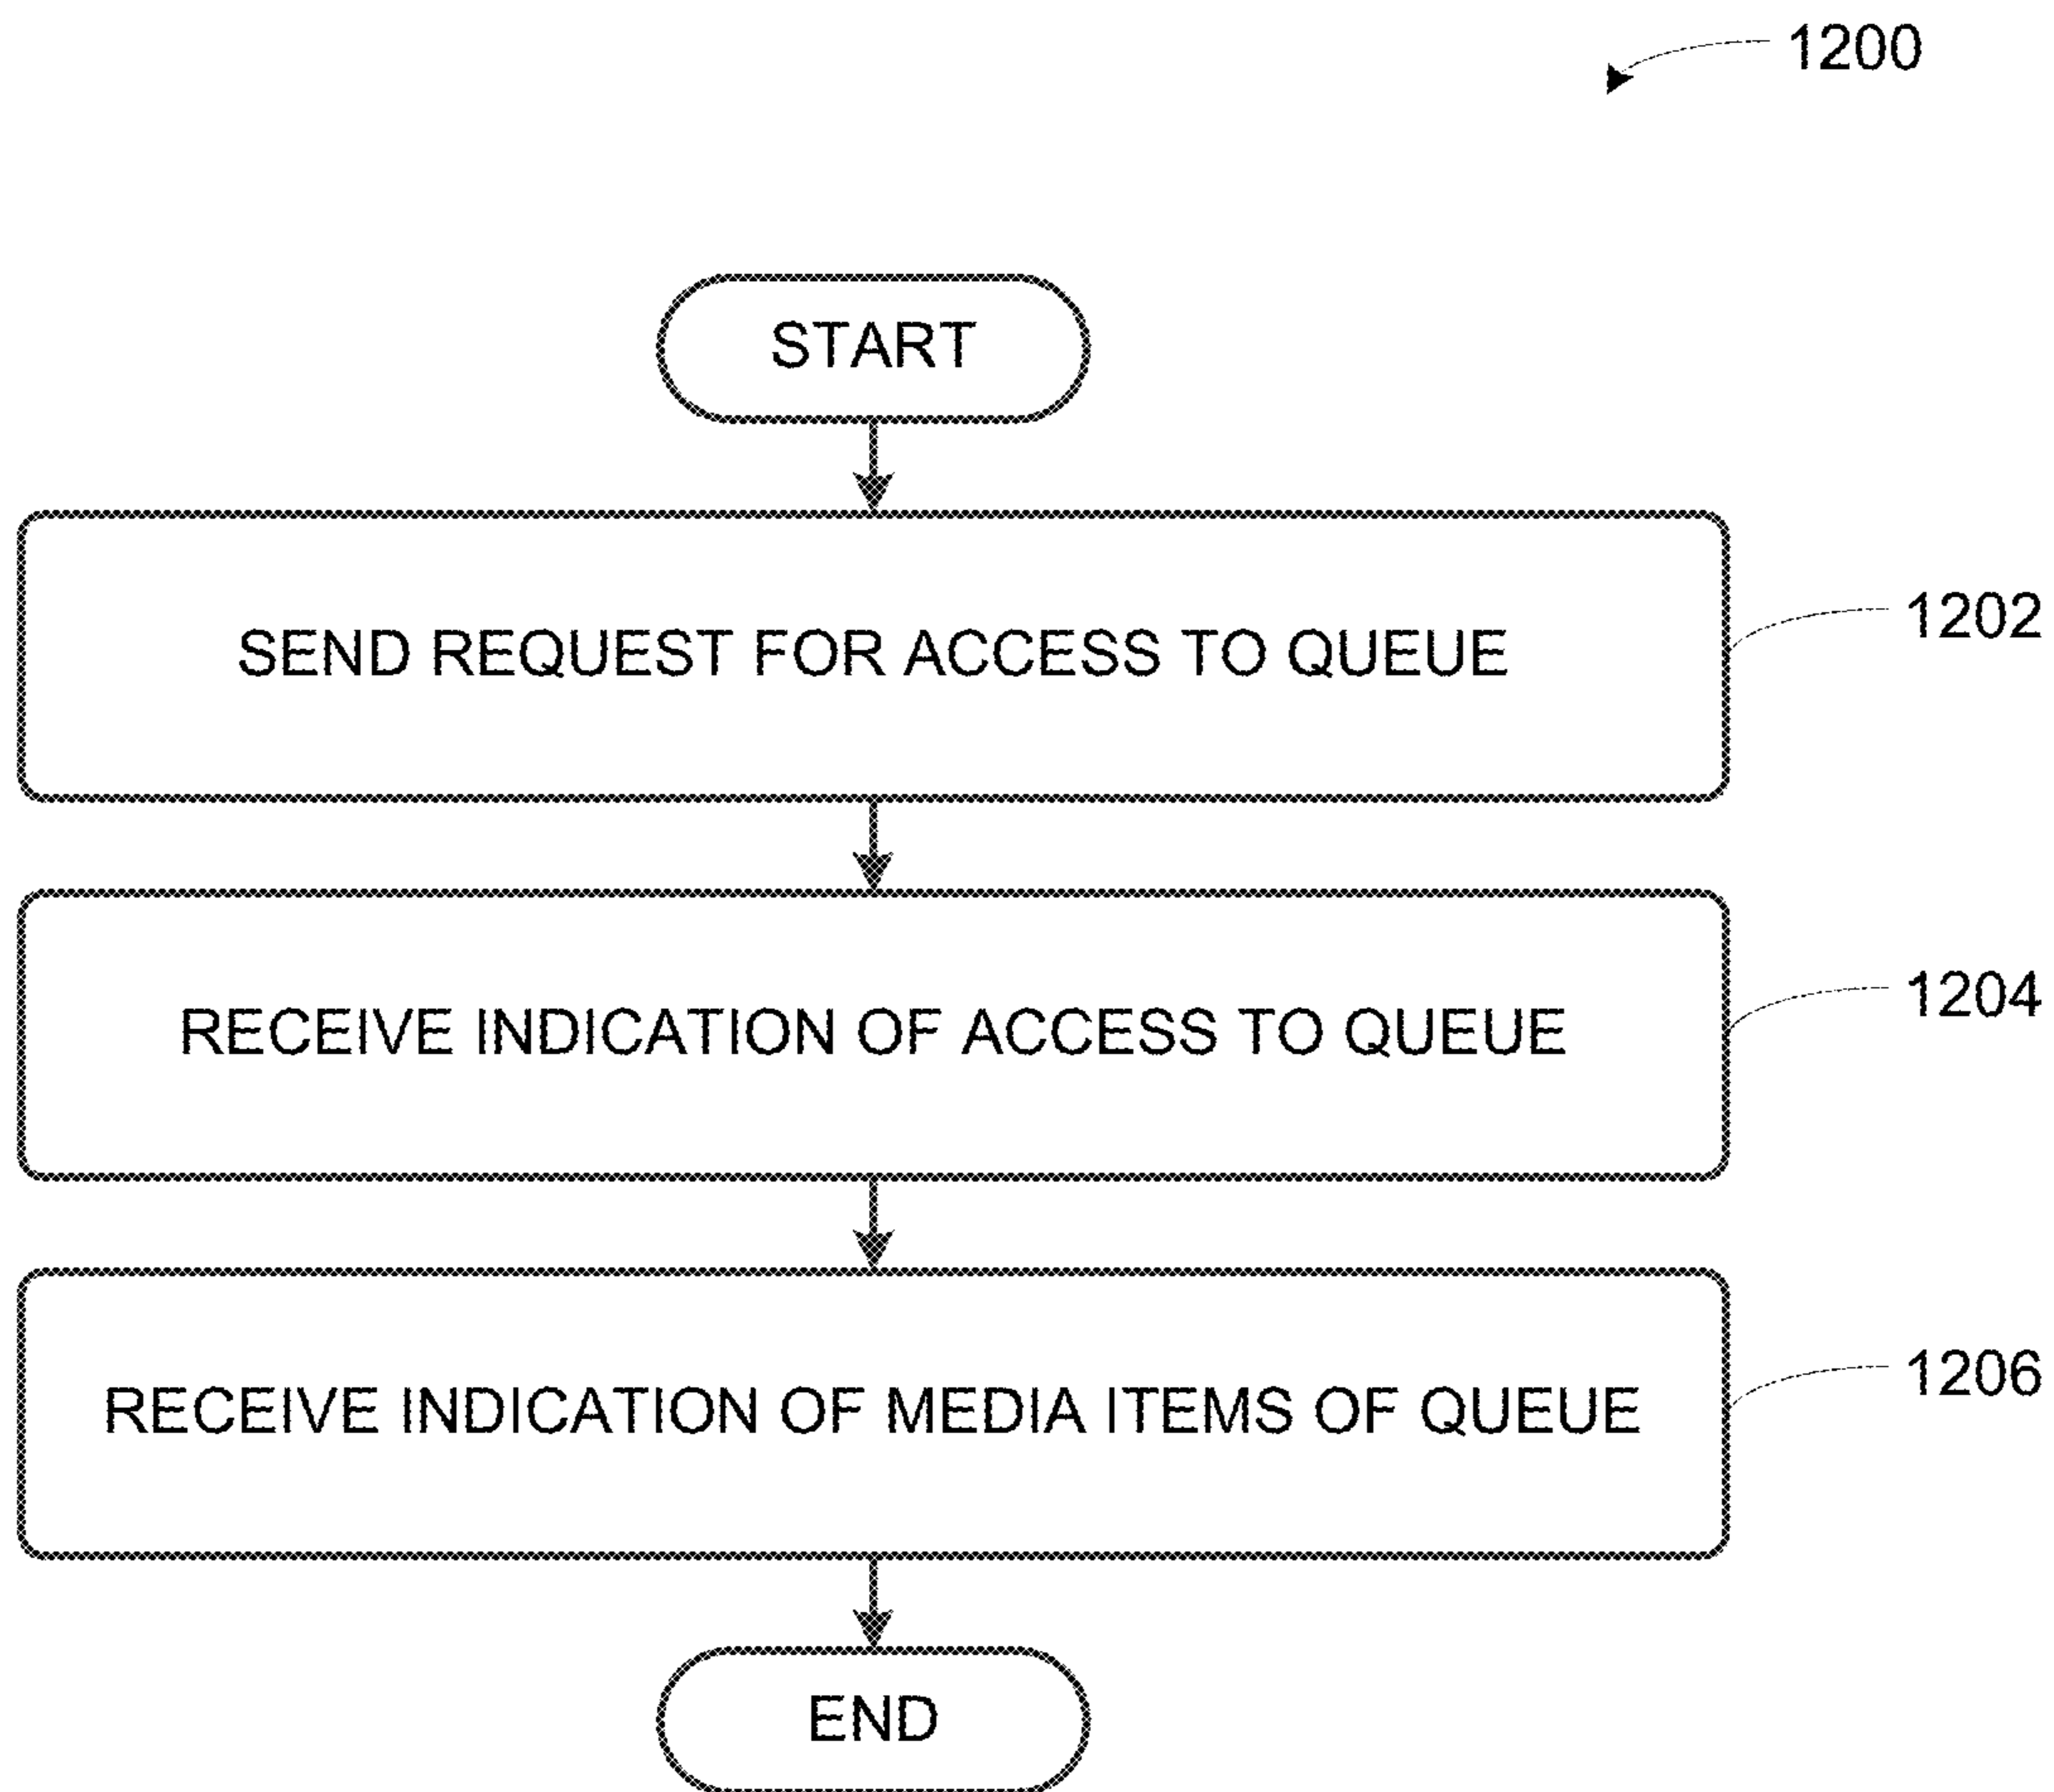 1200
START
SEND REQUEST FOR ACCESS TO QUEUE
1202
RECEIVE INDICATION OF ACCESS TO QUEUE
1204
RECEIVE INDICATION OF MEDIA ITEMS OF QUEUE
1206
END